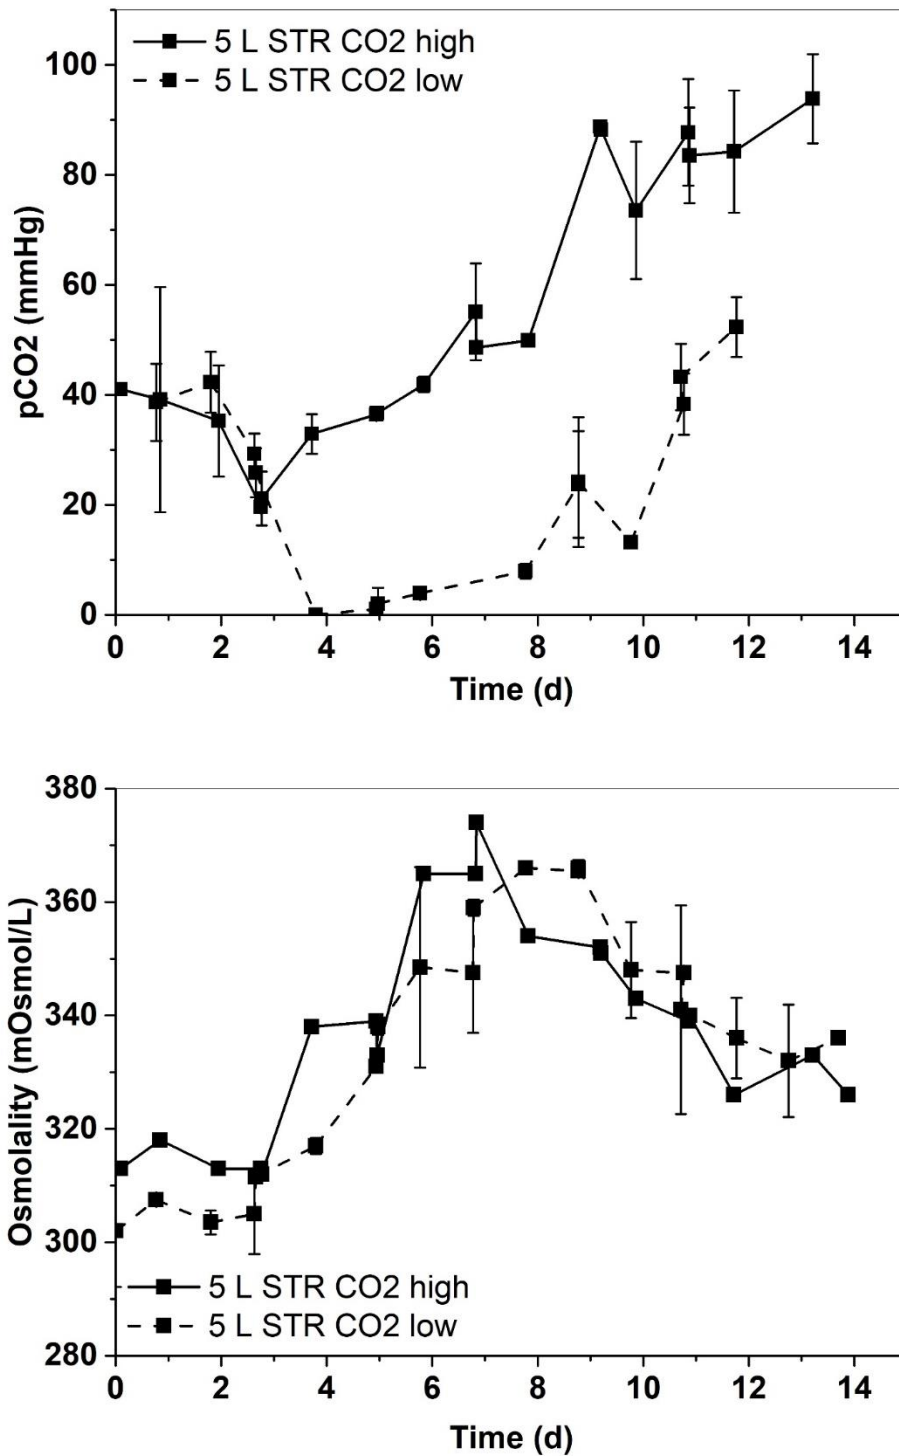 5 L STR CO2 high
5 L STR CO2 low
100
80
60
40
20
0
pCO2 (mmHg)
0 2 4 6 8 10 12 14
Time (d)
380
360
340
320
300
280
Osmolality (mOsmol/L)
5 L STR CO2 high
5 L STR CO2 low
0 2 4 6 8 10 12 14
Time (d)